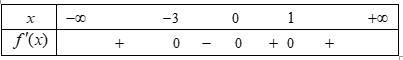 x −∞ −3 0 1 +∞
f'(x) + 0 − 0 + 0 +